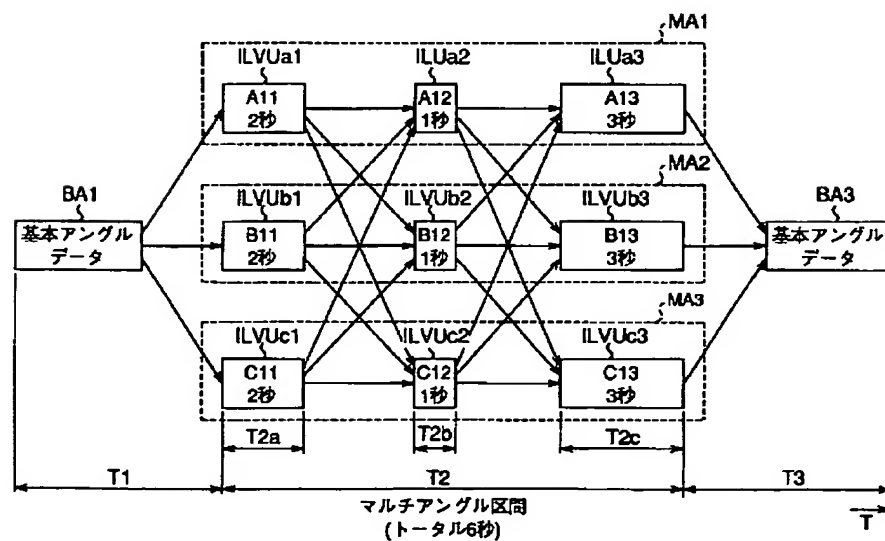 MA1
ILVUa1
ILUa2
ILUa3
A11
2秒
A12
1秒
A13
3秒
MA2
BA1
ILVUb1
ILVUb2
ILVUb3
BA3
基本アングル
データ
B11
2秒
B12
1秒
B13
3秒
基本アングル
データ
MA3
ILVUc1
ILVUc2
ILVUc3
C11
2秒
C12
1秒
C13
3秒
T2a
T2b
T2c
T1
T2
T3
マルチアングル区間
(トータル6秒)
T